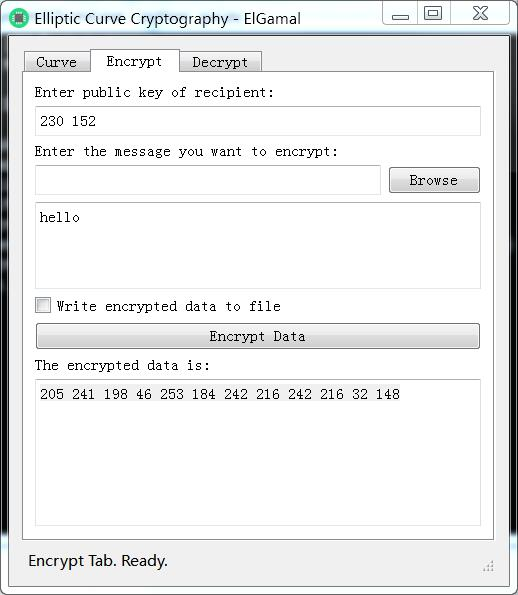 Elliptic Curve Cryptography - ElGamal
Curve Encrypt Decrypt
Enter public key of recipient:
230 152
Enter the message you want to encrypt:
Browse
hello
Write encrypted data to file
Encrypt Data
The encrypted data is:
205 241 198 46 253 184 242 216 242 216 32 148
Encrypt Tab. Ready.